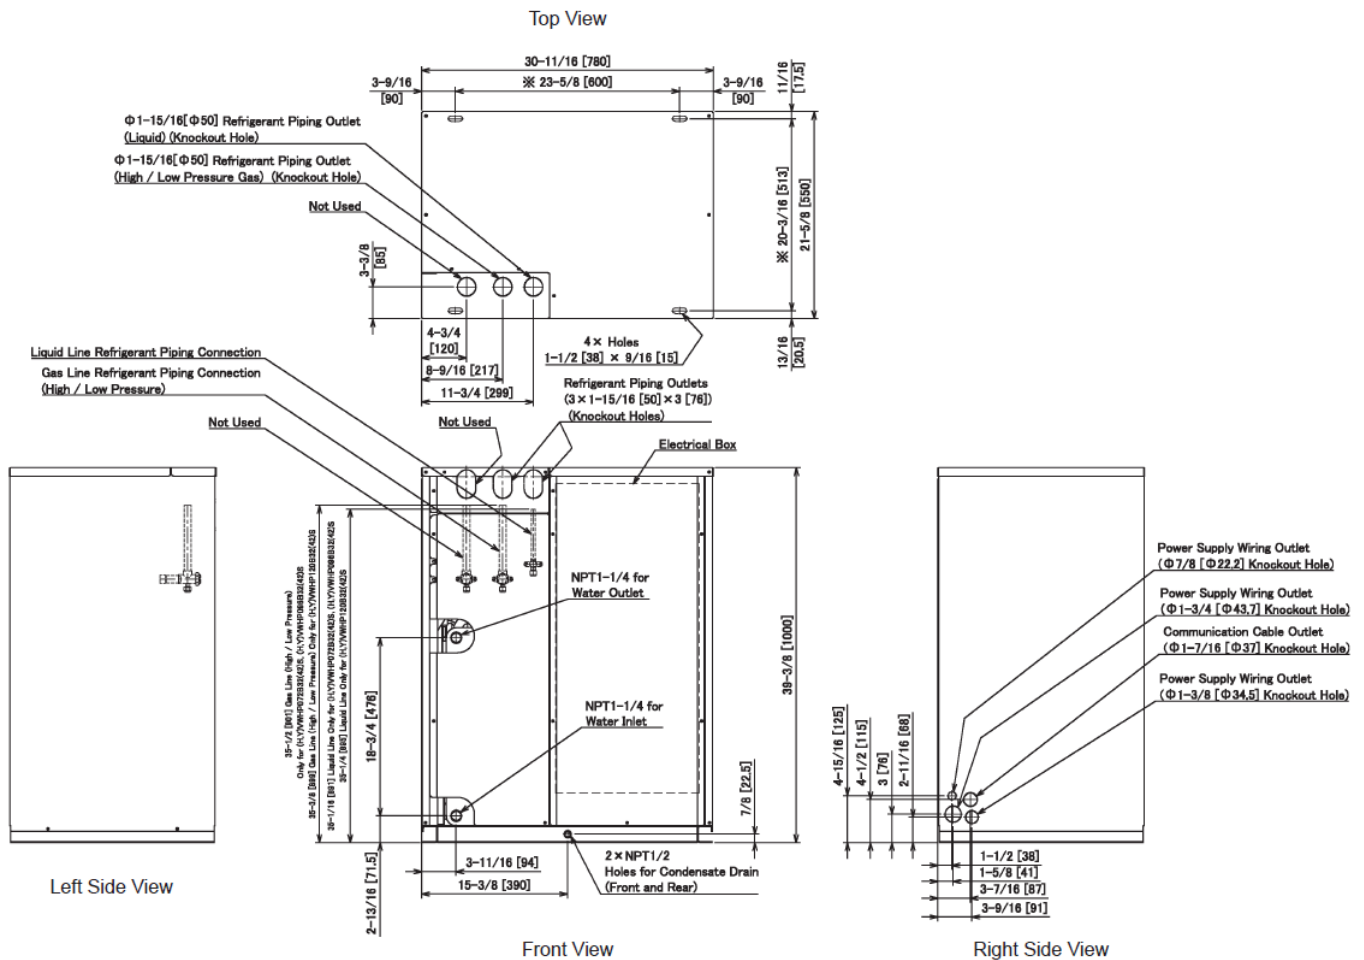 Top View
30-11/16 [780]
3-9/16
[90]
※ 23-5/8 [600]
3-9/16
[90]
11/16
[17.5]
Φ1-15/16[Φ50] Refrigerant Piping Outlet
(Liquid) (Knockout Hole)
Φ1-15/16[Φ50] Refrigerant Piping Outlet
(High / Low Pressure Gas) (Knockout Hole)
Not Used
3-3/8
[85]
※ 20-3/16 [513]
21-5/8 [550]
4-3/4
[120]
8-9/16 [217]
11-3/4 [299]
4× Holes
1-1/2 [38] × 9/16 [15]
13/16
[20.5]
Liquid Line Refrigerant Piping Connection
Gas Line Refrigerant Piping Connection
(High / Low Pressure)
Not Used
Refrigerant Piping Outlets
(3×1-15/16 [50]×3 [76])
(Knockout Holes)
Not Used
Electrical Box
35-1/2 [901] Gas Line (High / Low Pressure)
NPT1-1/4 for
Water Outlet
NPT1-1/4 for
Water Inlet
18-3/4 [476]
39-3/8 [1000]
7/8 [22.5]
2-13/16 [71.5]
3-11/16 [94]
15-3/8 [390]
2×NPT1/2
Holes for Condensate Drain
(Front and Rear)
Power Supply Wiring Outlet
(Φ7/8 [Φ22.2] Knockout Hole)
Power Supply Wiring Outlet
(Φ1-3/4 [Φ43.7] Knockout Hole)
Communication Cable Outlet
(Φ1-7/16 [Φ37] Knockout Hole)
Power Supply Wiring Outlet
(Φ1-3/8 [Φ34.5] Knockout Hole)
4-15/16 [125]
4-1/2 [115]
3 [76]
2-11/16 [68]
1-1/2 [38]
1-5/8 [41]
3-7/16 [87]
3-9/16 [91]
Left Side View
Front View
Right Side View